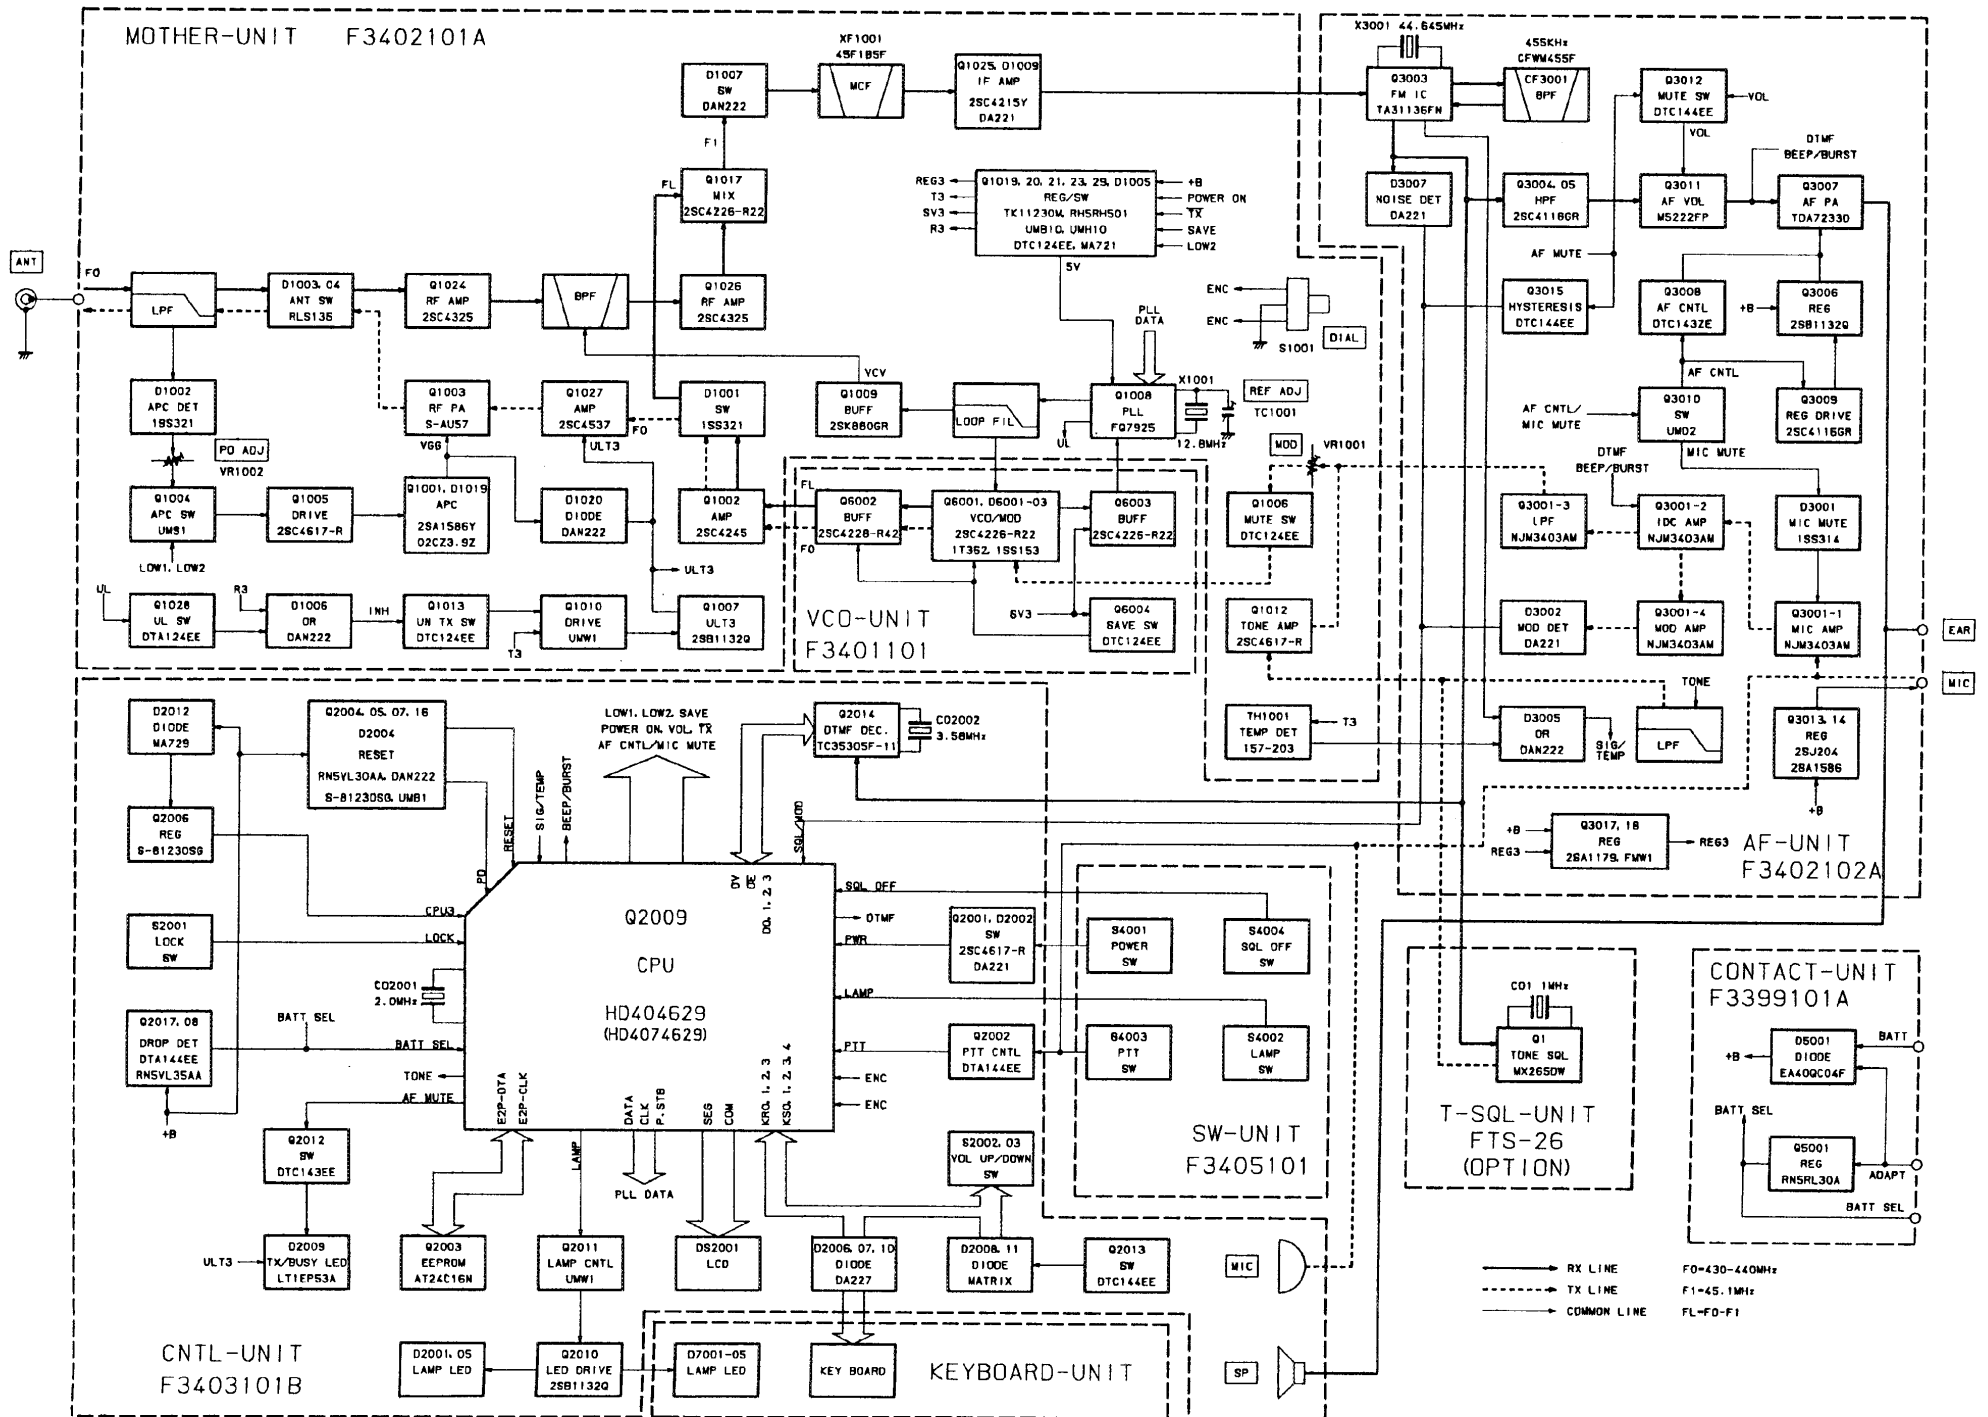 MOTHER-UNIT F3402101A
XF1001
45F1B5F
MCF
D1007
SW
DAN222
Q1025, D1009
IF AMP
2SC4215Y
DA221
X3001 44.645MHz
Q3003
FM IC
TA31136FN
455KHz
CFWM455F
CF3001
BPF
Q3012
MUTE SW
DTC144EE
VOL
VOL
DTMF
BEEP/BURST
F1
FL
Q1017
MIX
2SC4226-R22
REG3
T3
SV3
R3
Q1019, 20, 21, 23, 29, D1005
REG/SW
TK11230M, RH5RH501
UMB10, UMH10
DTC124EE, MA721
+B
POWER ON
TX
SAVE
LOW2
5V
D3007
NOISE DET
DA221
Q3004, 05
HPF
2SC4116GR
Q3011
AF VOL
M5222FP
Q3007
AF PA
TDA7233D
AF MUTE
ANT
F0
LPF
D1003, 04
ANT SW
RLS135
Q1024
RF AMP
2SC4325
BPF
Q1026
RF AMP
2SC4325
ENC
ENC
S1001
DIAL
PLL
DATA
Q3015
HYSTERESIS
DTC144EE
Q3008
AF CNTL
DTC143ZE
+B
Q3006
REG
2SB1132Q
D1002
APC DET
1SS321
Q1003
RF PA
S-AU57
VGG
Q1027
AMP
2SC4537
ULT3
F0
D1001
SW
1SS321
VCV
Q1009
BUFF
2SK880GR
LOOP FIL
Q1008
PLL
FQ7925
UL
X1001
12.8MHz
REF ADJ
TC1001
AF CNTL
AF CNTL/
MIC MUTE
Q3010
SW
UMD2
Q3009
REG DRIVE
2SC4116GR
MIC MUTE
PO ADJ
VR1002
MOD
VR1001
DTMF
BEEP/BURST
Q1004
APC SW
UMS1
LOW1, LOW2
Q1005
DRIVE
2SC4617-R
Q1001, D1019
APC
2SA1586Y
02CZ3.9Z
D1020
DIODE
DAN222
Q1002
AMP
2SC4245
FL
F0
Q6002
BUFF
2SC4228-R42
Q6001, D6001-03
VCO/MOD
2SC4226-R22
1T362, 1SS153
Q6003
BUFF
2SC4226-R22
Q1006
MUTE SW
DTC124EE
Q3001-3
LPF
NJM3403AM
Q3001-2
IDC AMP
NJM3403AM
D3001
MIC MUTE
1SS314
ULT3
UL
Q1028
UL SW
DTA124EE
R3
D1006
OR
DAN222
INH
Q1013
UN TX SW
DTC124EE
T3
Q1010
DRIVE
UMW1
Q1007
ULT3
2SB1132Q
VCO-UNIT
F3401101
SV3
Q6004
SAVE SW
DTC124EE
Q1012
TONE AMP
2SC4617-R
D3002
MOD DET
DA221
Q3001-4
MOD AMP
NJM3403AM
Q3001-1
MIC AMP
NJM3403AM
EAR
MIC
D2012
DIODE
MA729
Q2004, 05, 07, 16
D2004
RESET
RN5VL30AA, DAN222
S-81230SG, UMB1
LOW1, LOW2, SAVE
POWER ON, VOL, TX
AF CNTL/MIC MUTE
Q2014
DTMF DEC.
TC35305F-11
CO2002
3.58MHz
TH1001
TEMP DET
157-203
T3
D3005
OR
DAN222
SIG/
TEMP
TONE
LPF
Q3013, 14
REG
2SJ204
2SA1586
+B
Q2006
REG
S-81230SG
RESET
PD
SIG/TEMP
BEEP/BURST
SQL/MOD
+B
REG3
Q3017, 18
REG
2SA1179, FMW1
REG3
AF-UNIT
F3402102A
S2001
LOCK
SW
CPU3
LOCK
DV
OE
D0, 1, 2, 3
Q2009
CPU
HD404629
(HD4074629)
SQL OFF
DTMF
PWR
LAMP
PTT
ENC
ENC
Q2001, D2002
SW
2SC4617-R
DA221
S4001
POWER
SW
S4004
SQL OFF
SW
CO2001
2.0MHz
Q2017, 08
DROP DET
DTA144EE
RN5VL35AA
BATT SEL
BATT SEL
TONE
AF MUTE
+B
Q2002
PTT CNTL
DTA144EE
S4003
PTT
SW
S4002
LAMP
SW
CO1 1MHz
Q1
TONE SQL
MX265DW
T-SQL-UNIT
FTS-26
(OPTION)
CONTACT-UNIT
F3399101A
D5001
DIODE
EA40QC04F
+B
BATT
BATT SEL
Q5001
REG
RN5RL30A
ADAPT
BATT SEL
E2P-DTA
E2P-CLK
LAMP
DATA
CLK
P.STB
SEG
COM
KR0, 1, 2, 3
KS0, 1, 2, 3, 4
Q2012
SW
DTC143EE
PLL DATA
S2002, 03
VOL UP/DOWN
SW
SW-UNIT
F3405101
ULT3
D2009
TX/BUSY LED
LT1EP53A
Q2003
EEPROM
AT24C16N
Q2011
LAMP CNTL
UMW1
DS2001
LCD
D2006, 07, 10
DIODE
DA227
D2008, 11
DIODE
MATRIX
Q2013
SW
DTC144EE
MIC
RX LINE F0=430-440MHz
TX LINE F1=45.1MHz
COMMON LINE FL=F0-F1
CNTL-UNIT
F3403101B
D2001, 05
LAMP LED
Q2010
LED DRIVE
2SB1132Q
D7001-05
LAMP LED
KEY BOARD
KEYBOARD-UNIT
SP